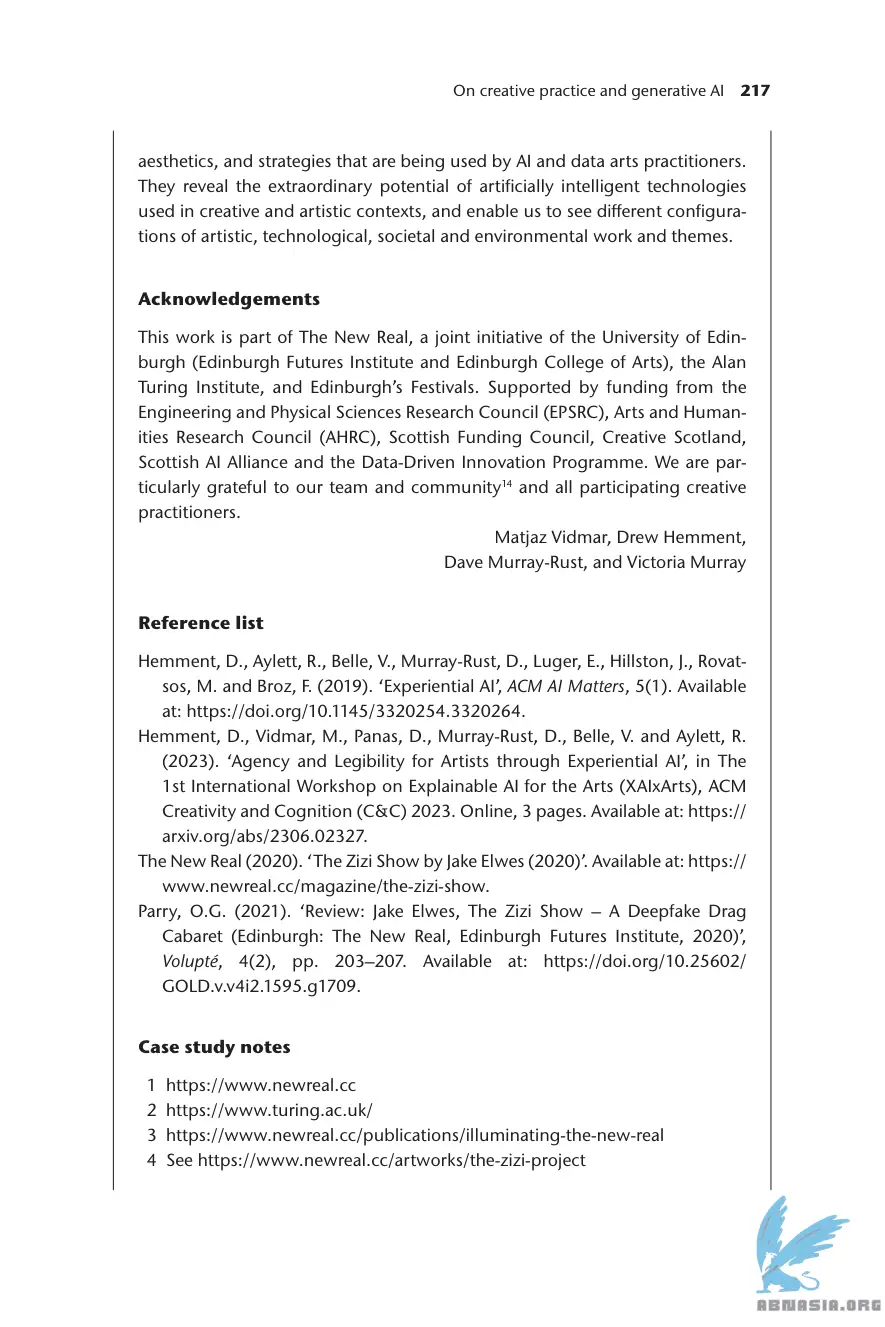 On creative practice and generative AI 217
aesthetics, and strategies that are being used by AI and data arts practitioners.
They reveal the extraordinary potential of artificially intelligent technologies
used in creative and artistic contexts, and enable us to see different configura-
tions of artistic, technological, societal and environmental work and themes.
Acknowledgements
This work is part of The New Real, a joint initiative of the University of Edin-
burgh (Edinburgh Futures Institute and Edinburgh College of Arts), the Alan
Turing Institute, and Edinburgh’s Festivals. Supported by funding from the
Engineering and Physical Sciences Research Council (EPSRC), Arts and Human-
ities Research Council (AHRC), Scottish Funding Council, Creative Scotland,
Scottish AI Alliance and the Data-Driven Innovation Programme. We are par-
ticularly grateful to our team and community14 and all participating creative
practitioners.
Matjaz Vidmar, Drew Hemment,
Dave Murray-Rust, and Victoria Murray
Reference list
Hemment, D., Aylett, R., Belle, V., Murray-Rust, D., Luger, E., Hillston, J., Rovat-
sos, M. and Broz, F. (2019). ‘Experiential AI’, ACM AI Matters, 5(1). Available
at: https://doi.org/10.1145/3320254.3320264.
Hemment, D., Vidmar, M., Panas, D., Murray-Rust, D., Belle, V. and Aylett, R.
(2023). ‘Agency and Legibility for Artists through Experiential AI’, in The
1st International Workshop on Explainable AI for the Arts (XAIxArts), ACM
Creativity and Cognition (C&C) 2023. Online, 3 pages. Available at: https://
arxiv.org/abs/2306.02327.
The New Real (2020). ‘The Zizi Show by Jake Elwes (2020)’. Available at: https://
www.newreal.cc/magazine/the-zizi-show.
Parry, O.G. (2021). ‘Review: Jake Elwes, The Zizi Show – A Deepfake Drag
Cabaret (Edinburgh: The New Real, Edinburgh Futures Institute, 2020)’,
Volupté, 4(2), pp. 203–207. Available at: https://doi.org/10.25602/
GOLD.v.v4i2.1595.g1709.
Case study notes
1 https://www.newreal.cc
2 https://www.turing.ac.uk/
3 https://www.newreal.cc/publications/illuminating-the-new-real
4 See https://www.newreal.cc/artworks/the-zizi-project
ABNASIA.ORG